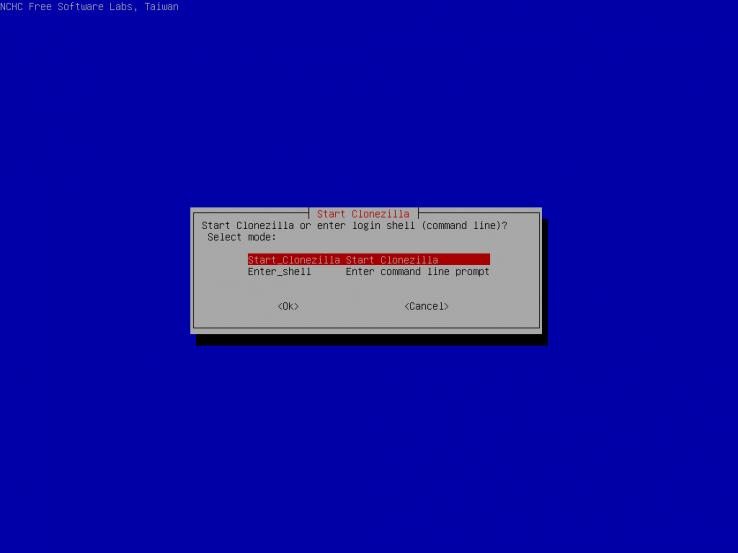 NCHC Free Software Labs, Taiwan
Start Clonezilla
Start Clonezilla or enter login shell (command line)?
Select mode:
Start_Clonezilla Start Clonezilla
Enter_shell Enter command line prompt
<Ok> <Cancel>